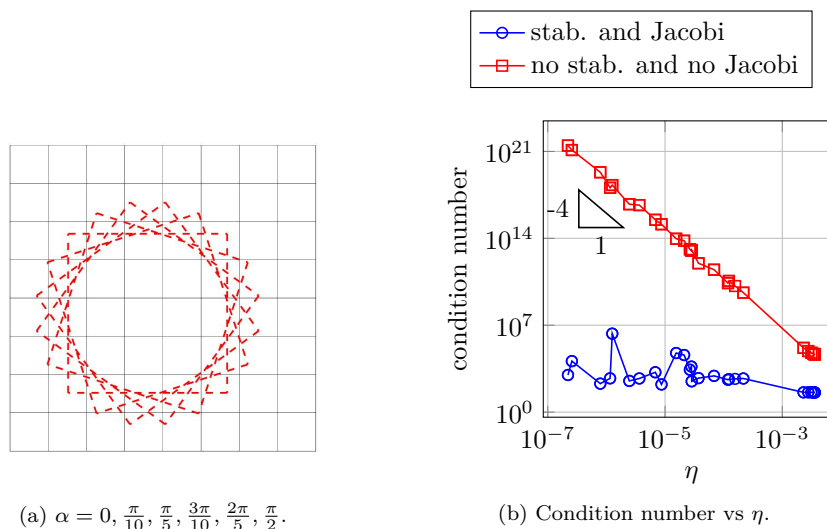 stab. and Jacobi
no stab. and no Jacobi
condition number
10^21
10^14
10^7
10^0
-4
1
10^−7
10^−5
10^−3
η
(a) α = 0, π/10, π/5, 3π/10, 2π/5, π/2.
(b) Condition number vs η.